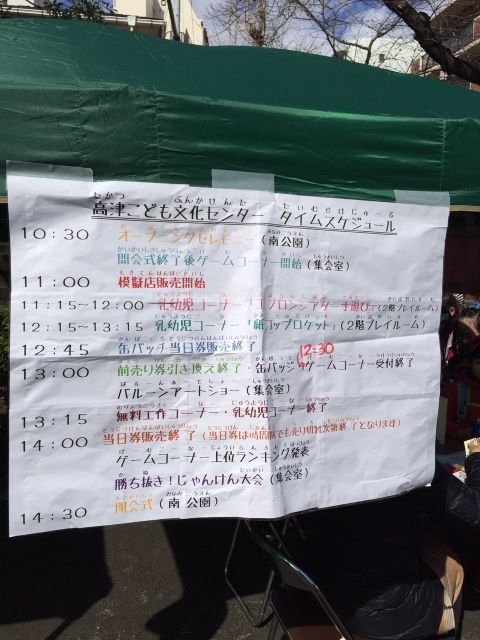 高津こども文化センター タイムスケジュール
10:30 オープニングセレモニー(南公園)
開会式終了後ゲームコーナー開始(集会室)
11:00 模擬店販売開始
11:15〜12:00 乳幼児コーナー「エプロンシアター手遊び」(2階プレイルーム)
12:15〜13:15 乳幼児コーナー「紙コップロケット」(2階プレイルーム)
12:45 缶バッチ当日券販売終了
12:30
13:00 前売り券引き換え終了・缶バッジ・ゲームコーナー受付終了
バルーンアートショー(集会室)
13:15 無料工作コーナー・乳幼児コーナー終了
14:00 当日券販売終了(当日券は時間前でも売り切れ次第終了となります)
ゲームコーナー上位ランキング発表
勝ち抜き!じゃんけん大会(集会室)
14:30 閉会式(南公園)